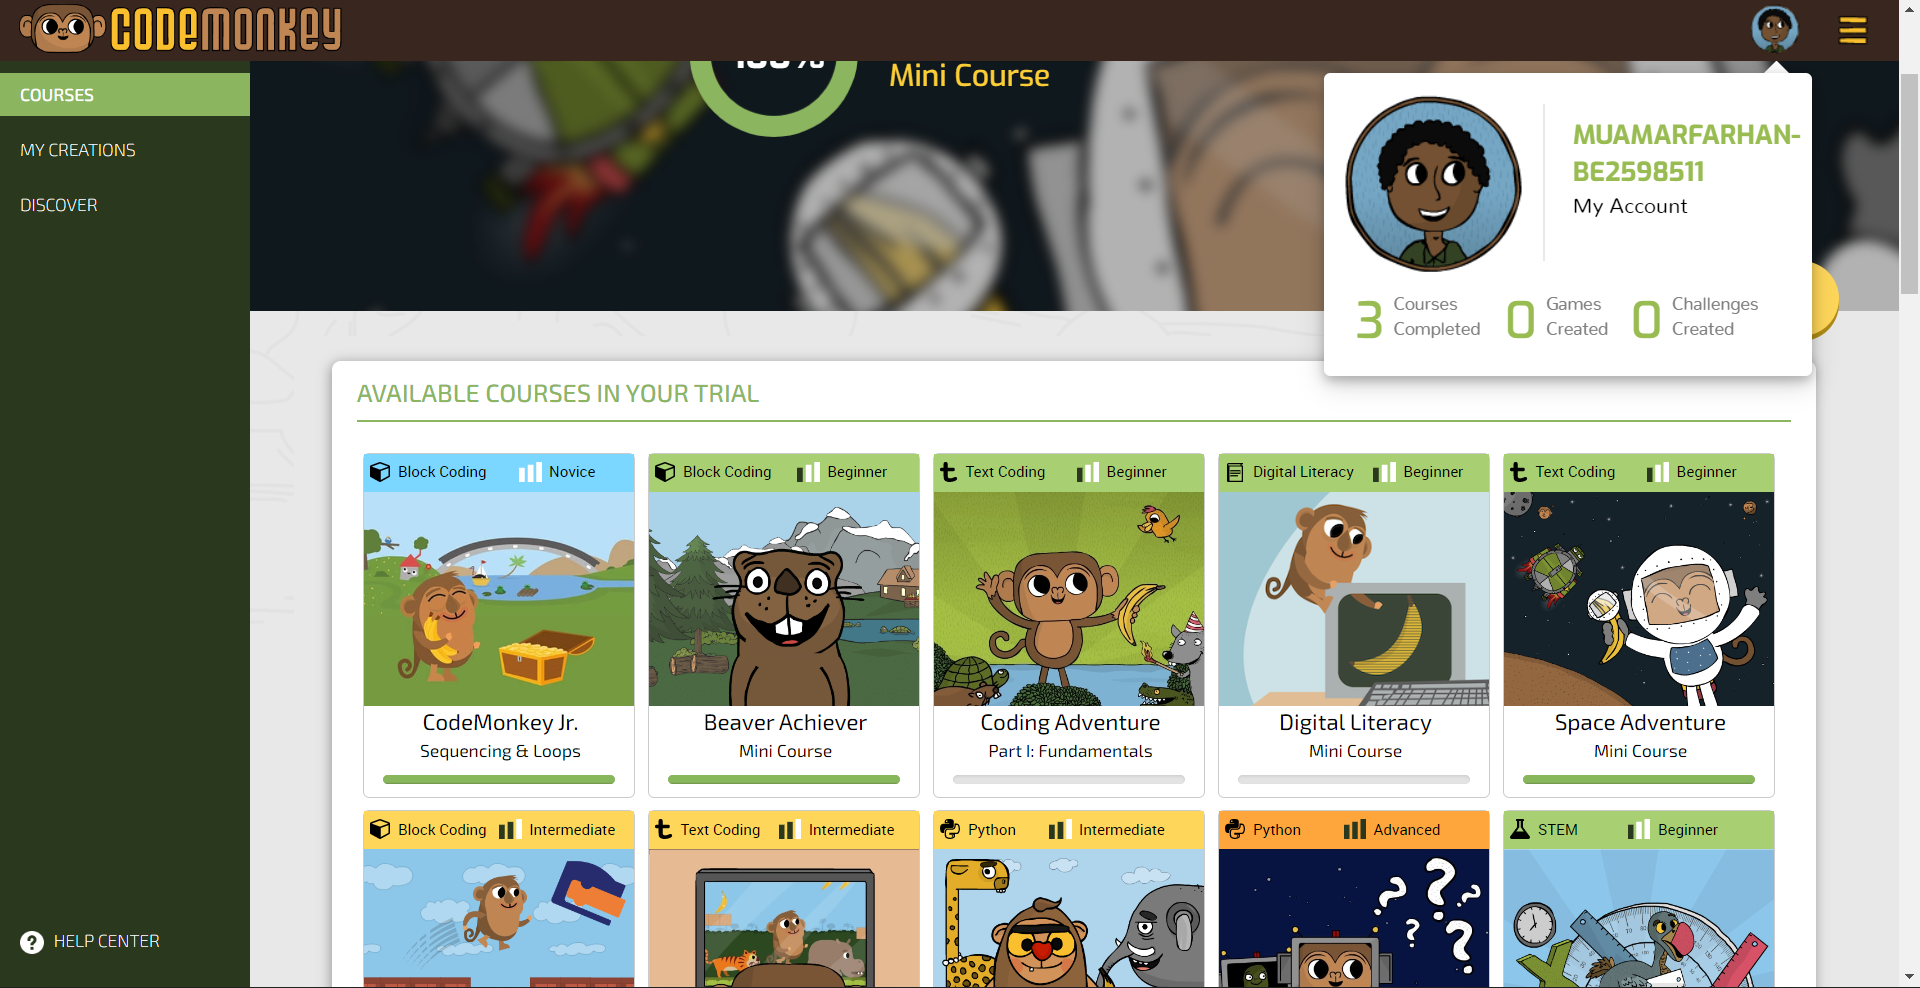 CODEMONKEY
COURSES
MY CREATIONS
DISCOVER
HELP CENTER
Mini Course
MUAMARFARHAN-
BE2598511
My Account
3 Courses Completed
0 Games Created
0 Challenges Created
AVAILABLE COURSES IN YOUR TRIAL
Block Coding Novice
CodeMonkey Jr.
Sequencing & Loops
Block Coding Beginner
Beaver Achiever
Mini Course
Text Coding Beginner
Coding Adventure
Part I: Fundamentals
Digital Literacy Beginner
Digital Literacy
Mini Course
Text Coding Beginner
Space Adventure
Mini Course
Block Coding Intermediate
Text Coding Intermediate
Python Intermediate
Python Advanced
STEM Beginner